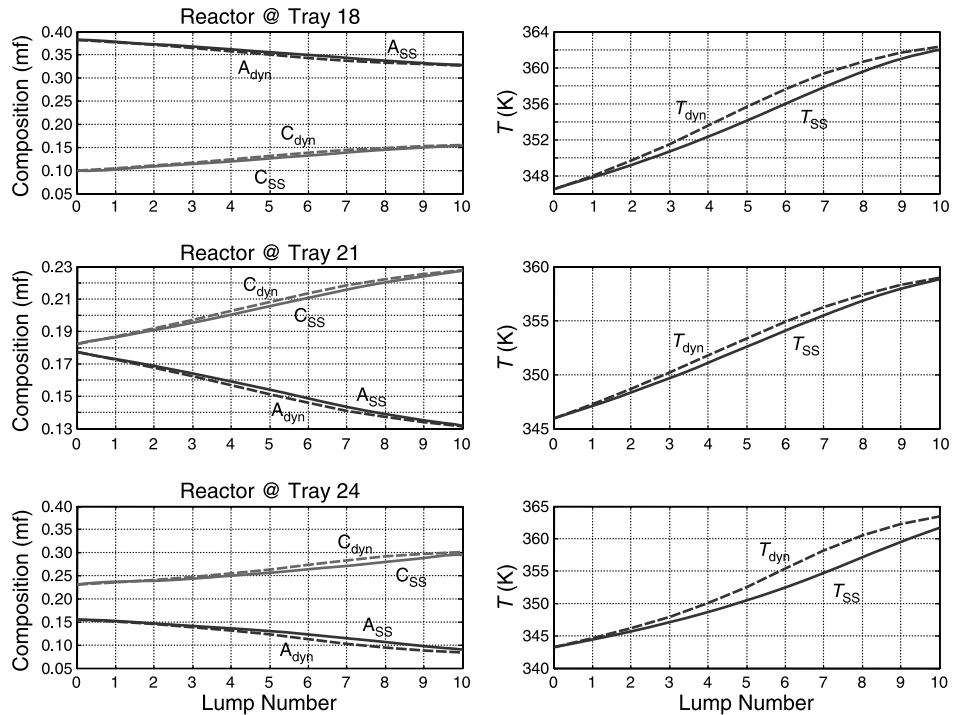 Reactor @ Tray 18
Composition (mf)
0.40
0.35
0.30
0.25
0.20
0.15
0.10
0.05
A_SS
A_dyn
C_dyn
C_SS
0 1 2 3 4 5 6 7 8 9 10
T (K)
364
362
356
352
348
T_dyn
T_SS
0 1 2 3 4 5 6 7 8 9 10
Reactor @ Tray 21
Composition (mf)
0.23
0.21
0.19
0.17
0.15
0.13
C_dyn
C_SS
A_SS
A_dyn
0 1 2 3 4 5 6 7 8 9 10
T (K)
360
355
350
345
T_dyn
T_SS
0 1 2 3 4 5 6 7 8 9 10
Reactor @ Tray 24
Composition (mf)
0.40
0.35
0.30
0.25
0.20
0.15
0.10
0.05
C_dyn
C_SS
A_SS
A_dyn
0 1 2 3 4 5 6 7 8 9 10
Lump Number
T (K)
365
360
355
350
345
340
T_dyn
T_SS
0 1 2 3 4 5 6 7 8 9 10
Lump Number